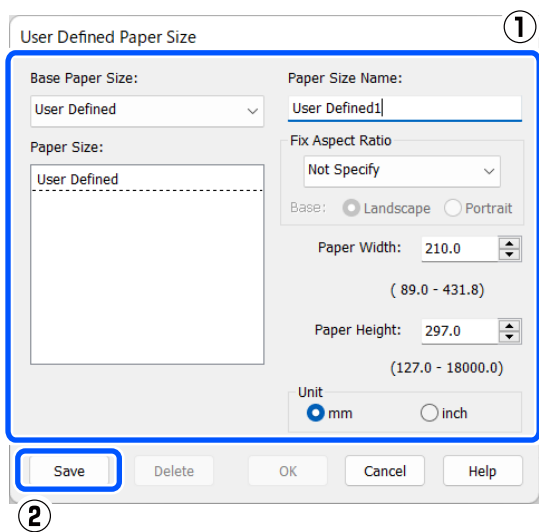 ①
User Defined Paper Size
Base Paper Size:
User Defined
Paper Size:
User Defined
Paper Size Name:
User Defined1
Fix Aspect Ratio
Not Specify
Base: Landscape Portrait
Paper Width: 210.0
( 89.0 - 431.8)
Paper Height: 297.0
(127.0 - 18000.0)
Unit
mm inch
Save Delete OK Cancel Help
②